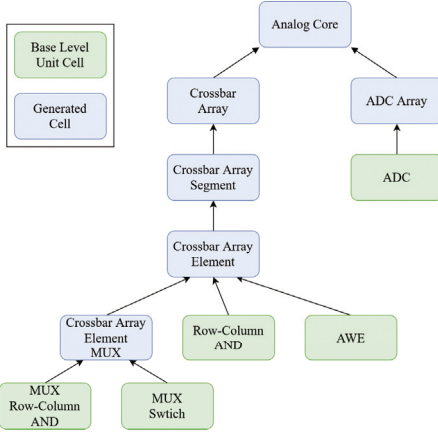 Analog Core
Base Level
Unit Cell
Generated
Cell
Crossbar
Array
ADC Array
Crossbar Array
Segment
ADC
Crossbar Array
Element
Crossbar Array
Element
MUX
Row-Column
AND
AWE
MUX
Row-Column
AND
MUX
Swtich